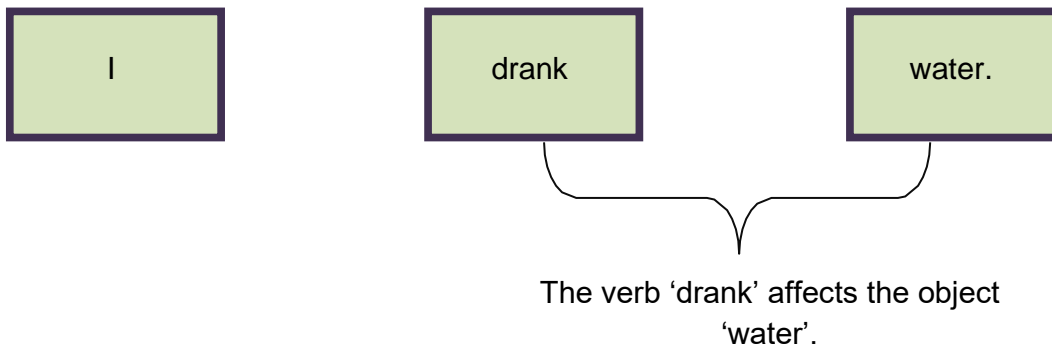 I drank water.
The verb ‘drank’ affects the object
‘water’.